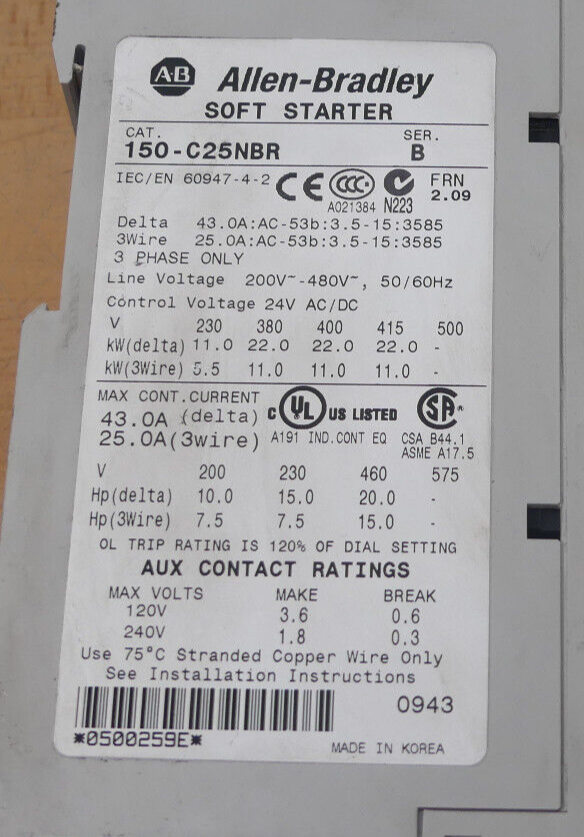 AB Allen-Bradley
SOFT STARTER
CAT. SER.
150-C25NBR B
IEC/EN 60947-4-2 CE CCC FRN
A021384 N223 2.09
Delta 43.0A:AC-53b:3.5-15:3585
3Wire 25.0A:AC-53b:3.5-15:3585
3 PHASE ONLY
Line Voltage 200V~-480V~, 50/60Hz
Control Voltage 24V AC/DC
V 230 380 400 415 500
kW(delta) 11.0 22.0 22.0 22.0 -
kW(3Wire) 5.5 11.0 11.0 11.0 -
MAX CONT.CURRENT
43.0A (delta) C UL US LISTED SA®
25.0A(3wire) A191 IND.CONT EQ CSA B44.1
ASME A17.5
V 200 230 460 575
Hp(delta) 10.0 15.0 20.0 -
Hp(3Wire) 7.5 7.5 15.0 -
OL TRIP RATING IS 120% OF DIAL SETTING
AUX CONTACT RATINGS
MAX VOLTS MAKE BREAK
120V 3.6 0.6
240V 1.8 0.3
Use 75°C Stranded Copper Wire Only
See Installation Instructions
0943
*0500259E*
MADE IN KOREA